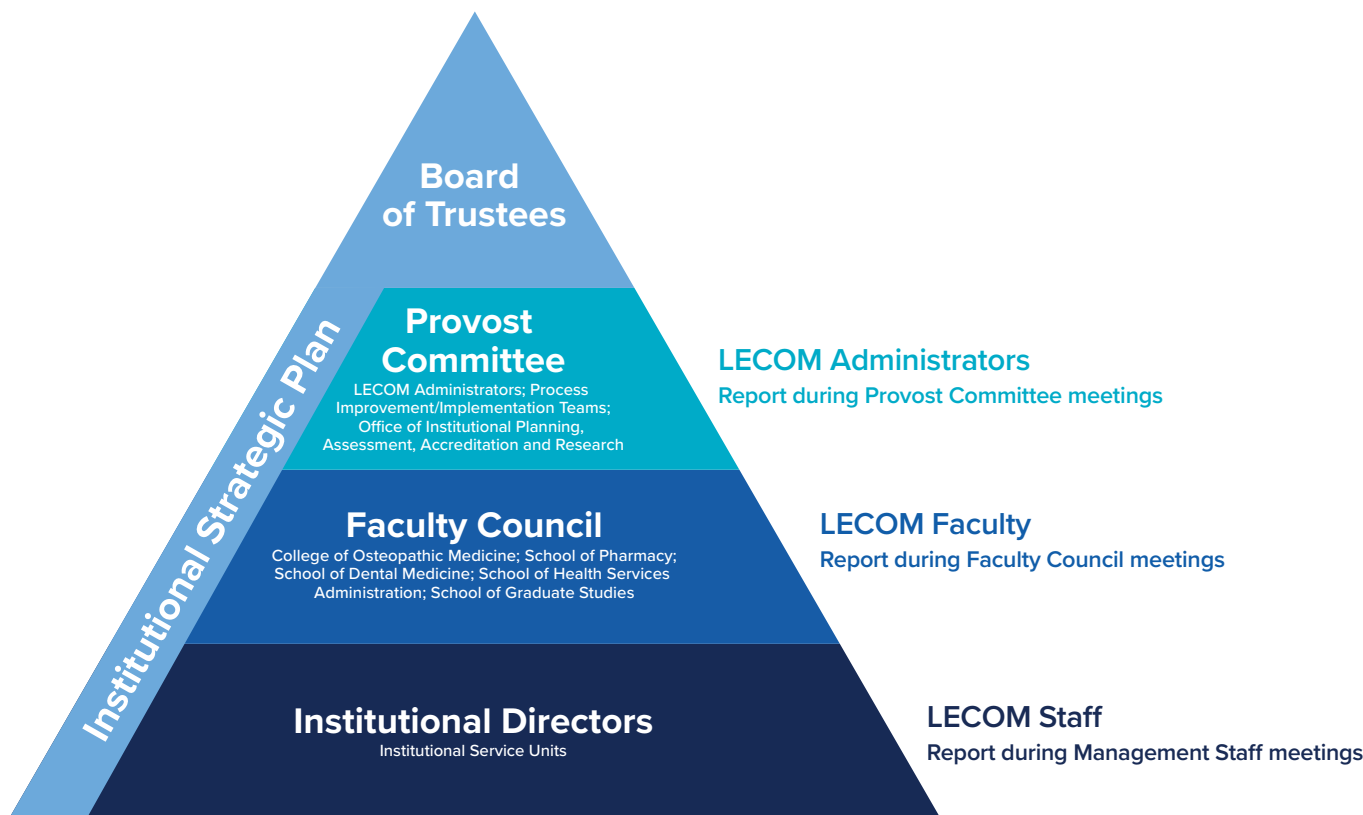 Board
of Trustees
Institutional Strategic Plan
Provost
Committee
LECOM Administrators; Process
Improvement/Implementation Teams;
Office of Institutional Planning,
Assessment, Accreditation and Research
LECOM Administrators
Report during Provost Committee meetings
Faculty Council
College of Osteopathic Medicine; School of Pharmacy;
School of Dental Medicine; School of Health Services
Administration; School of Graduate Studies
LECOM Faculty
Report during Faculty Council meetings
Institutional Directors
Institutional Service Units
LECOM Staff
Report during Management Staff meetings